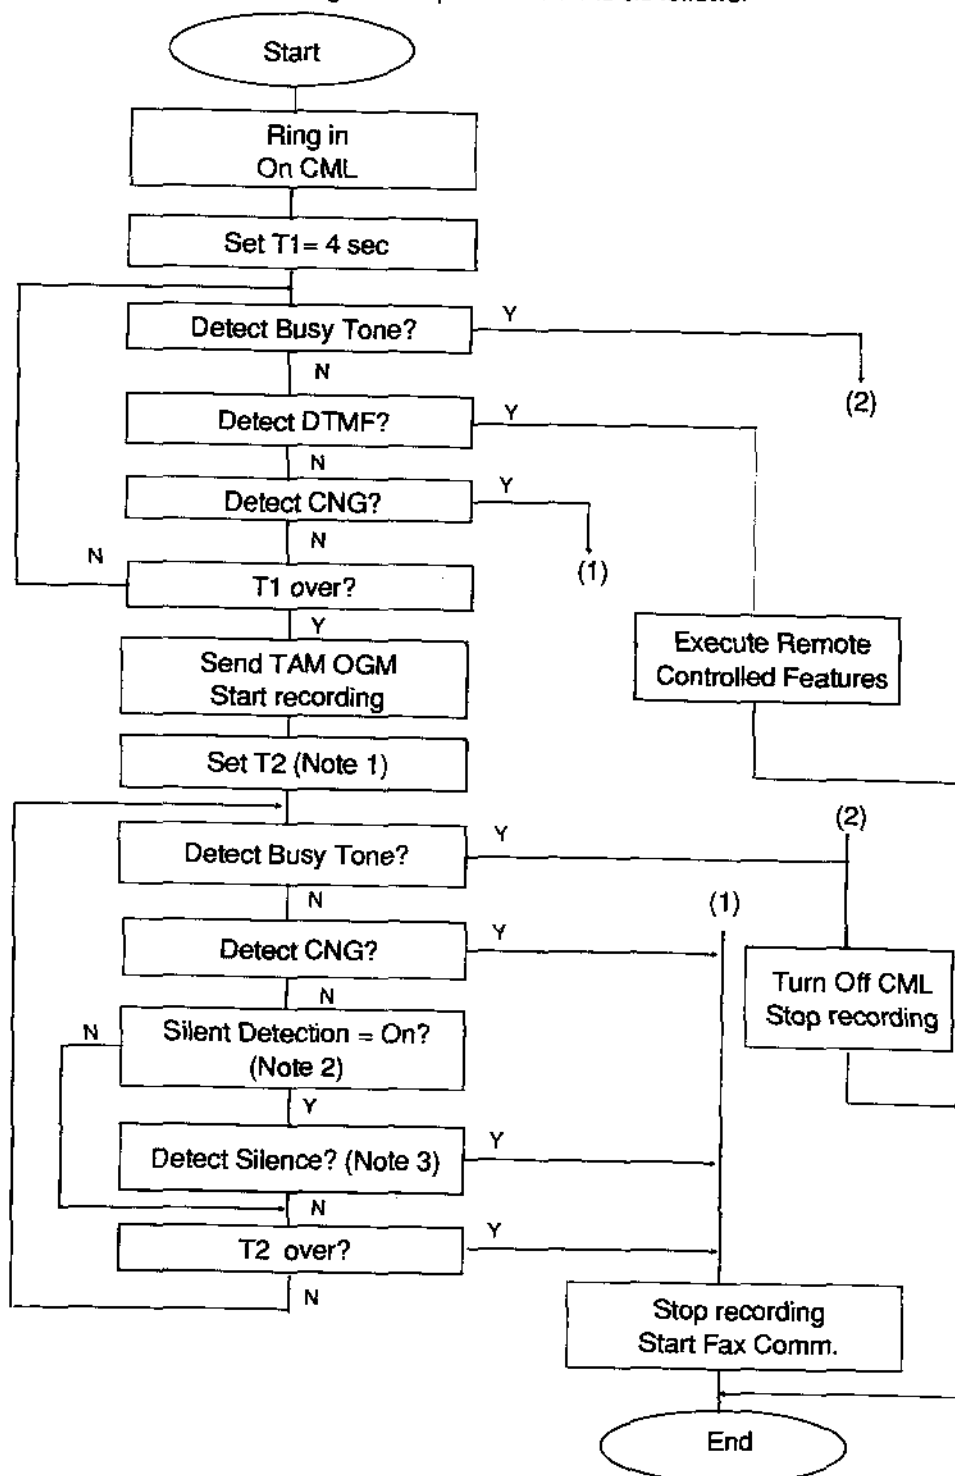 Start
Ring in
On CML
Set T1= 4 sec
Detect Busy Tone?
Y
N
(2)
Detect DTMF?
Y
N
Detect CNG?
Y
N
(1)
N
T1 over?
Y
Send TAM OGM
Start recording
Execute Remote
Controlled Features
Set T2 (Note 1)
(2)
Detect Busy Tone?
Y
N
(1)
Detect CNG?
Y
N
Turn Off CML
Stop recording
N
Silent Detection = On?
(Note 2)
Y
Detect Silence? (Note 3)
Y
N
T2 over?
Y
N
Stop recording
Start Fax Comm.
End